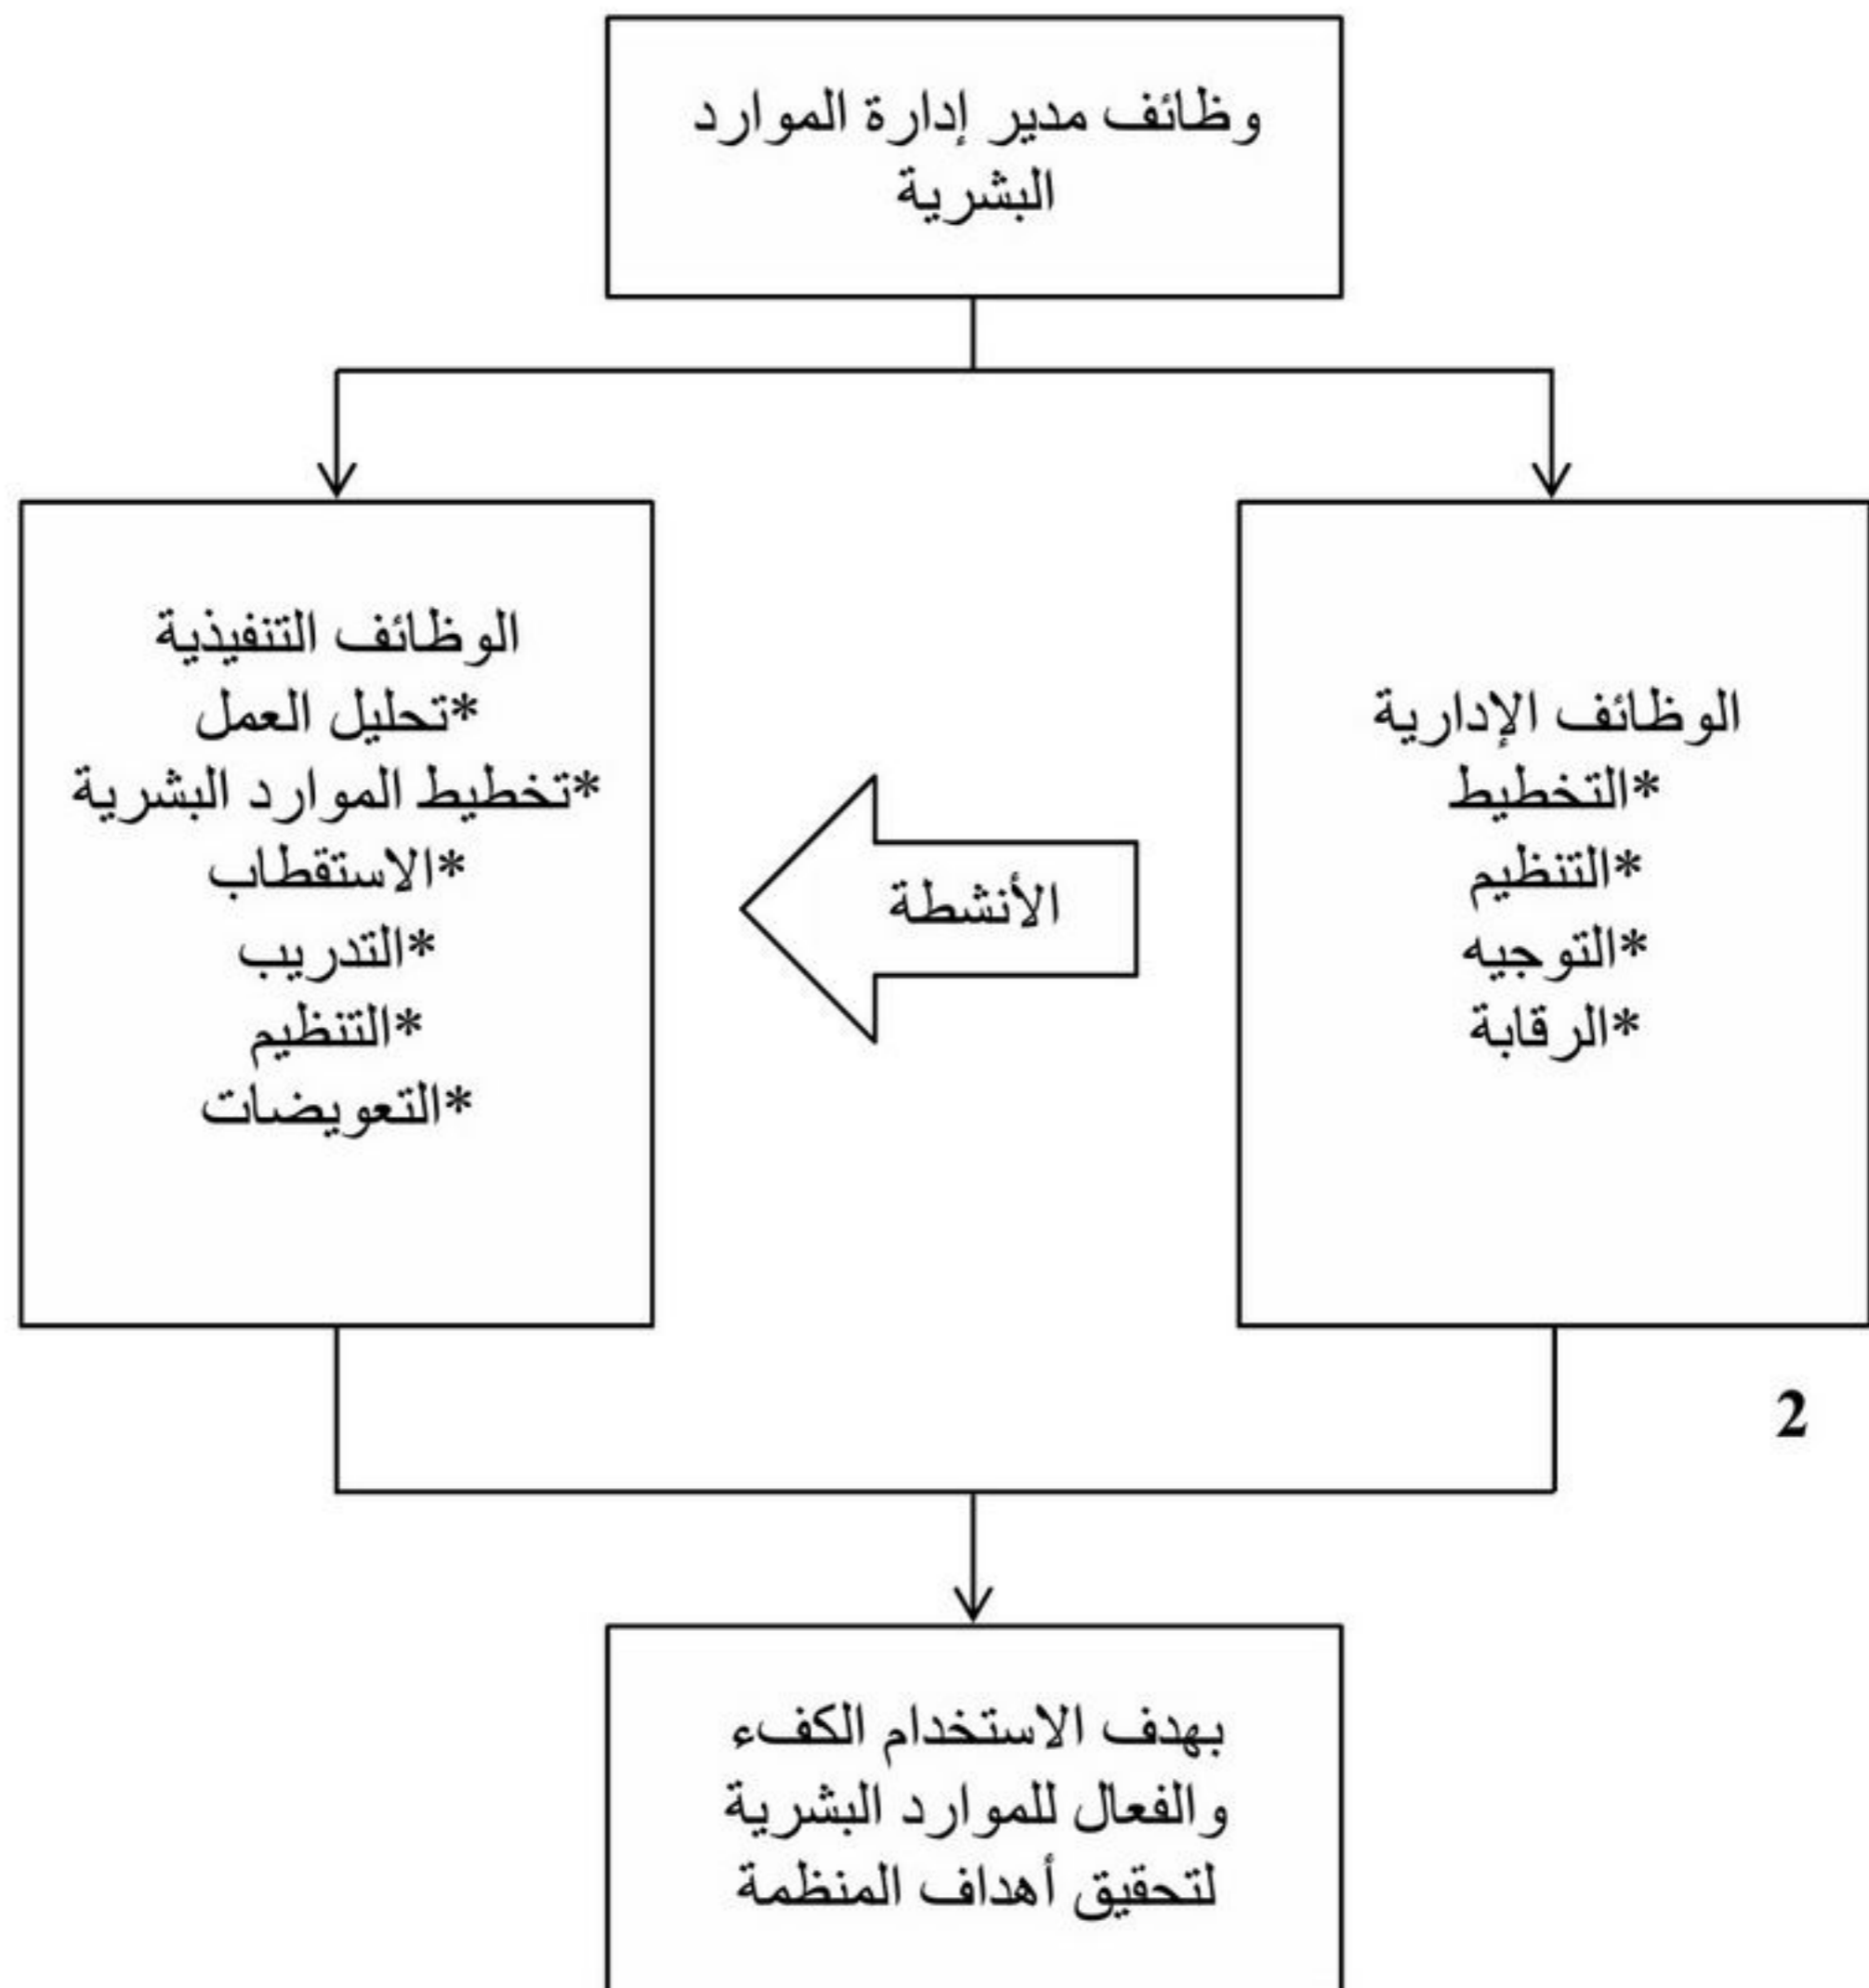 وظائف مدير إدارة الموارد
البشرية
الوظائف الإدارية
*التخطيط
*التنظيم
*التوجيه
*الرقابة
الأنشطة
الوظائف التنفيذية
*تحليل العمل
*تخطيط الموارد البشرية
*الاستقطاب
*التدريب
*التنظيم
*التعويضات
2
بهدف الاستخدام الكفء
والفعال للموارد البشرية
لتحقيق أهداف المنظمة